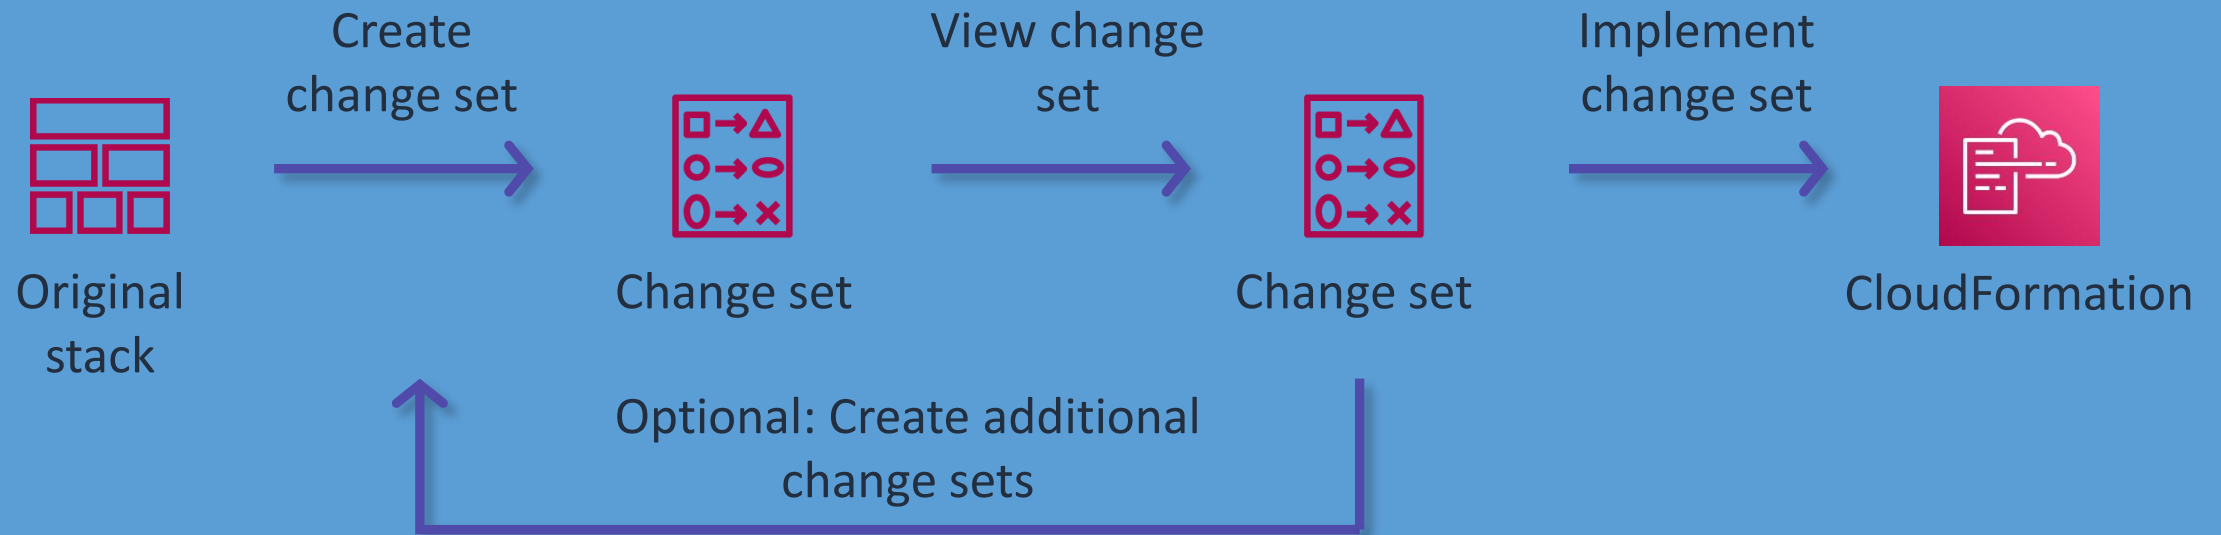 Create
change set
View change
set
Implement
change set
Original
stack
Change set
Change set
CloudFormation
Optional: Create additional
change sets